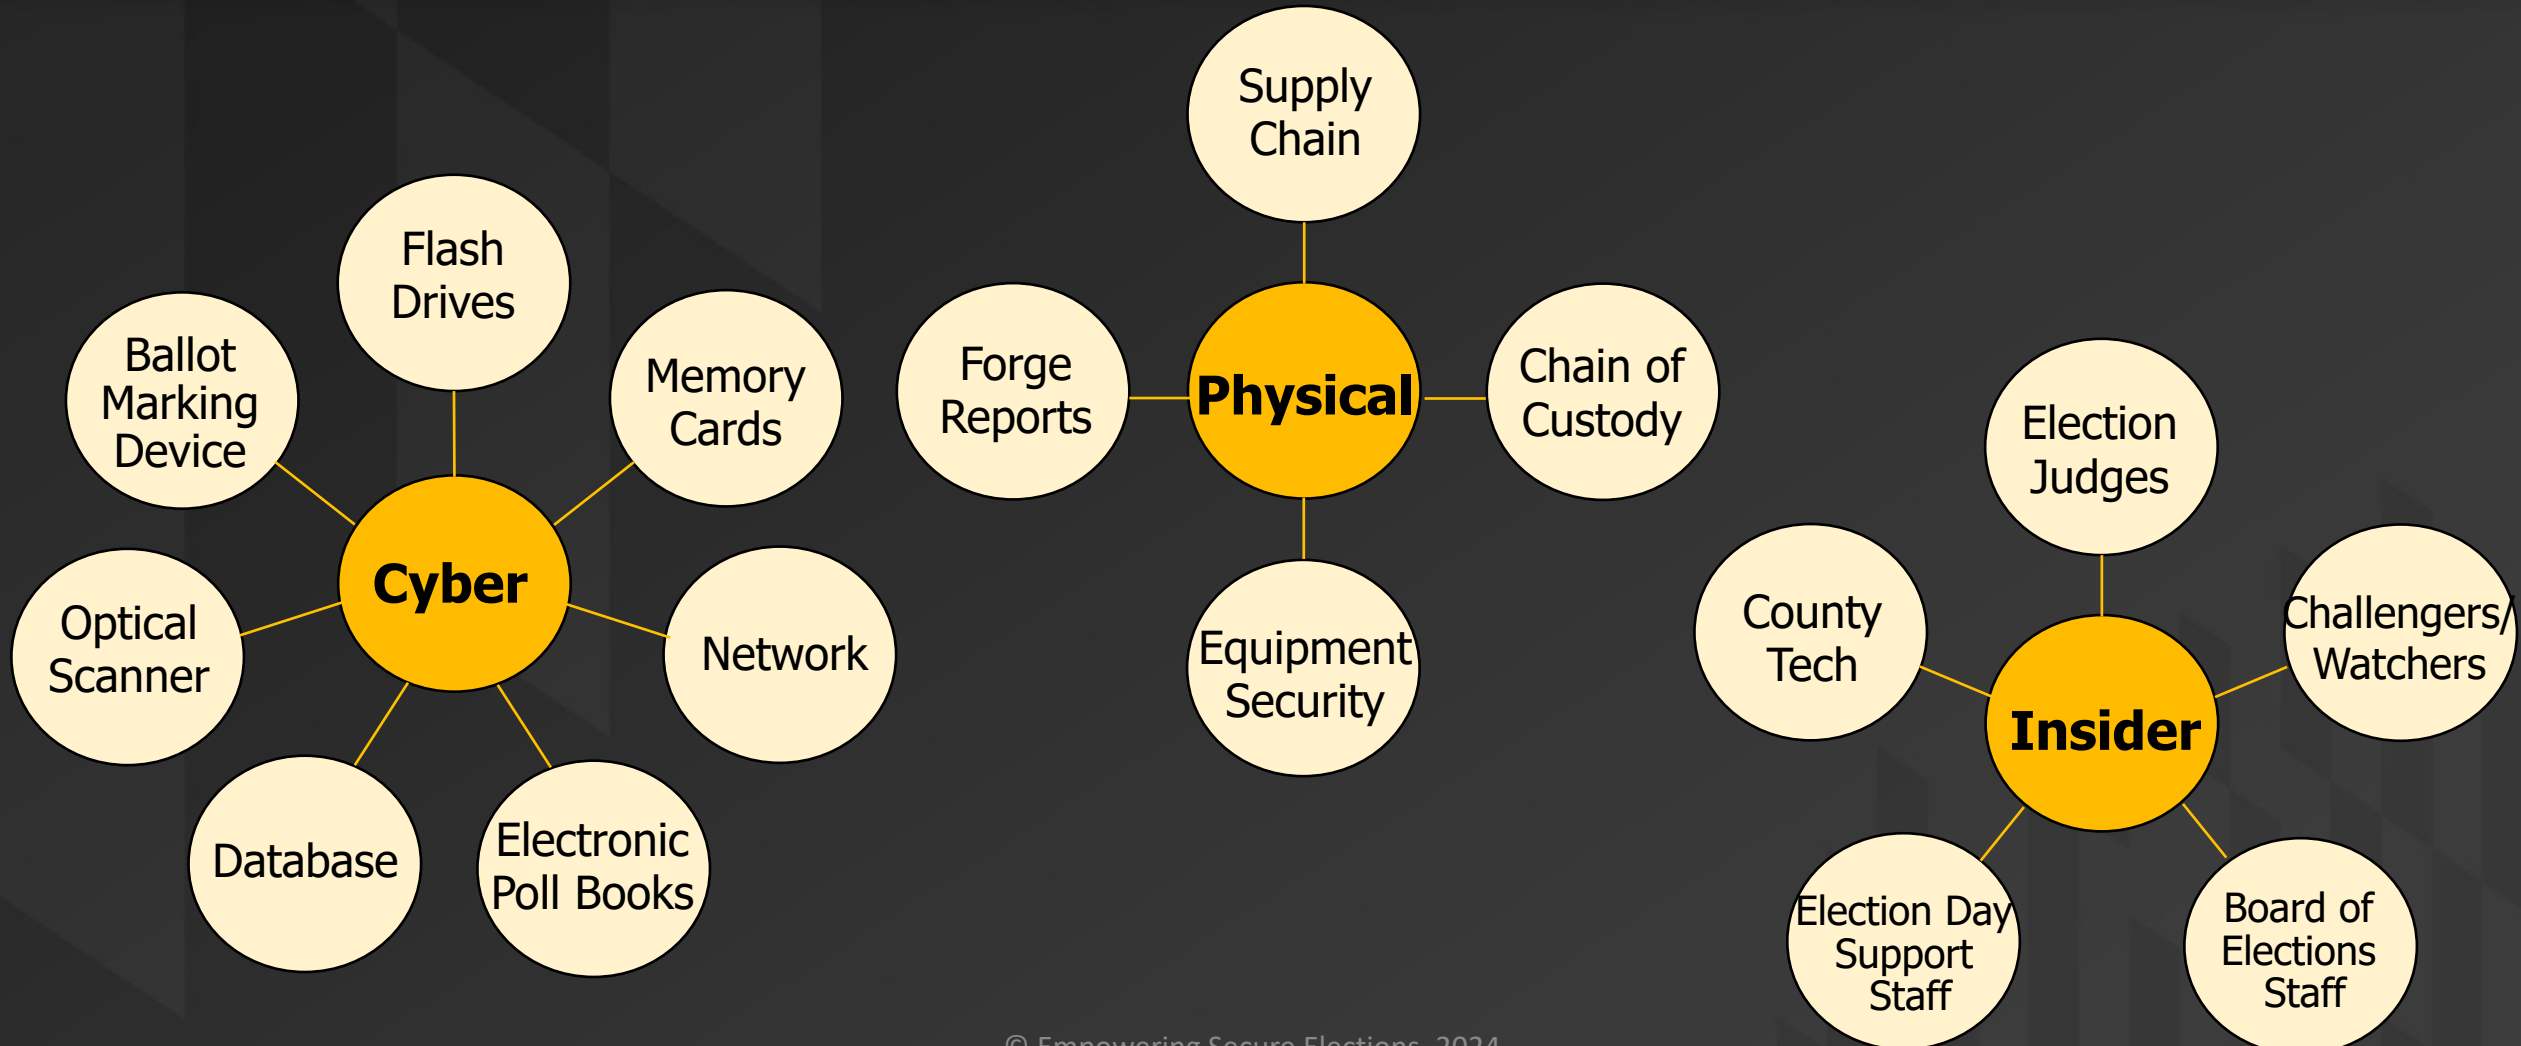 Supply
Chain
Flash
Drives
Ballot
Marking
Device
Memory
Cards
Forge
Reports
Physical
Chain of
Custody
Election
Judges
Cyber
Optical
Scanner
Network
Equipment
Security
County
Tech
Challengers/
Watchers
Insider
Database
Electronic
Poll Books
Election Day
Support
Staff
Board of
Elections
Staff
© Empowering Secure Elections, 2024